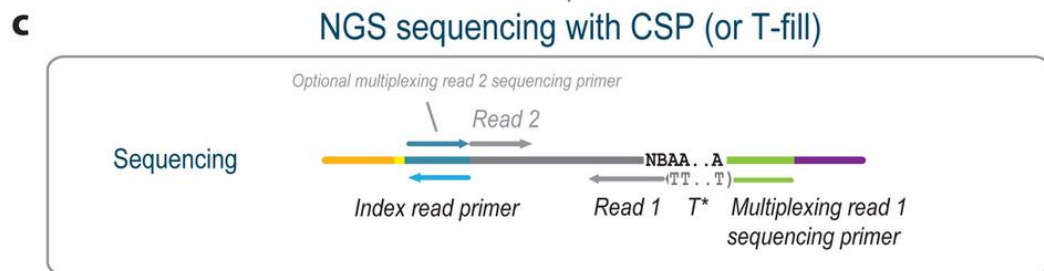 c
NGS sequencing with CSP (or T-fill)
Optional multiplexing read 2 sequencing primer
Read 2
Sequencing
NBAA..A
(TT..T)
Index read primer
Read 1
T*
Multiplexing read 1
sequencing primer